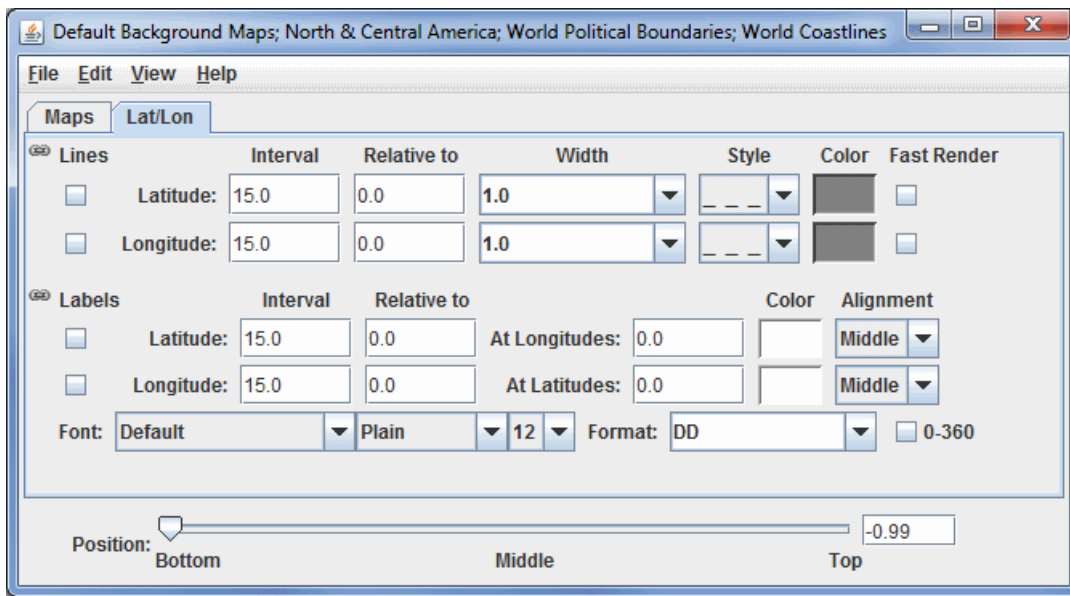 Default Background Maps; North & Central America; World Political Boundaries; World Coastlines
File Edit View Help
Maps Lat/Lon
Lines Interval Relative to Width Style Color Fast Render
Latitude: 15.0 0.0 1.0 _ _ _
Longitude: 15.0 0.0 1.0 _ _ _
Labels Interval Relative to Color Alignment
Latitude: 15.0 0.0 At Longitudes: 0.0 Middle
Longitude: 15.0 0.0 At Latitudes: 0.0 Middle
Font: Default Plain 12 Format: DD 0-360
Position: -0.99
Bottom Middle Top